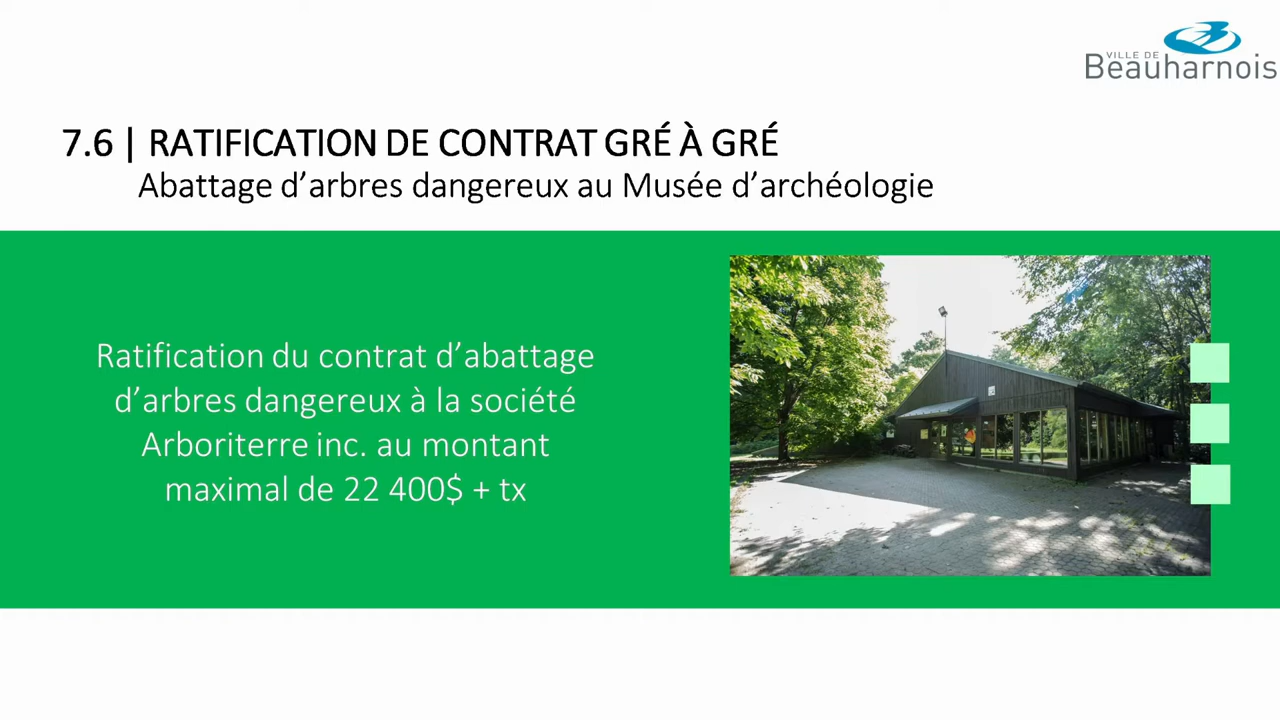 VILLE DE
Beauharnois
7.6 | RATIFICATION DE CONTRAT GRÉ À GRÉ
Abattage d’arbres dangereux au Musée d’archéologie
Ratification du contrat d’abattage
d’arbres dangereux à la société
Arboriterre inc. au montant
maximal de 22 400$ + tx